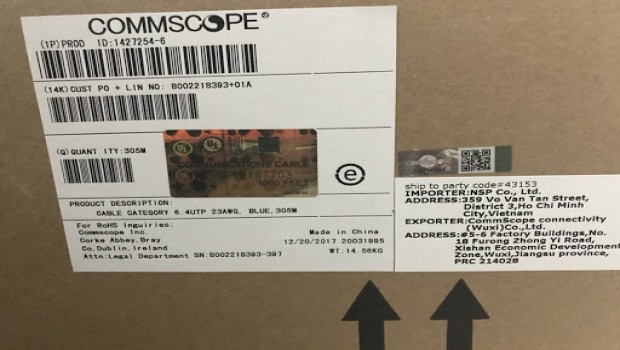 COMMSCOPE®
(1P)PROD ID:1427254-6
(14K)CUST PO + LIN NO: 8002218393+01A
(Q)QUANT ITY:305M
UL UL
COMMUNICATIONS CABLE
1000 FEET
e
PRODUCT DESCRIPTION:
CABLE CATEGORY 6.4UTP 23AWG, BLUE,305M
For RoHS Inguiries:
Commscope Inc.
Corke Abbey,Bray
Co.Dublin,Ireland
Attn:Legal Department SN:8002218393-397
Made in China
12/20/2017 20031995
WT:14.56KG
ship to party code#43153
IMPORTER:NSP Co., Ltd.
ADDRESS:359 Vo Van Tan Street,
District 3,Ho Chi Minh
City,Vietnam
EXPORTER:CommScope connectivity
(Wuxi)Co.,Ltd.
ADDRESS:#5-6 Factory Buildings,No.
18 Furong Zhong Yi Road,
Xishan Economic Development
Zone,Wuxi,Jiangsu province,
PRC 214028